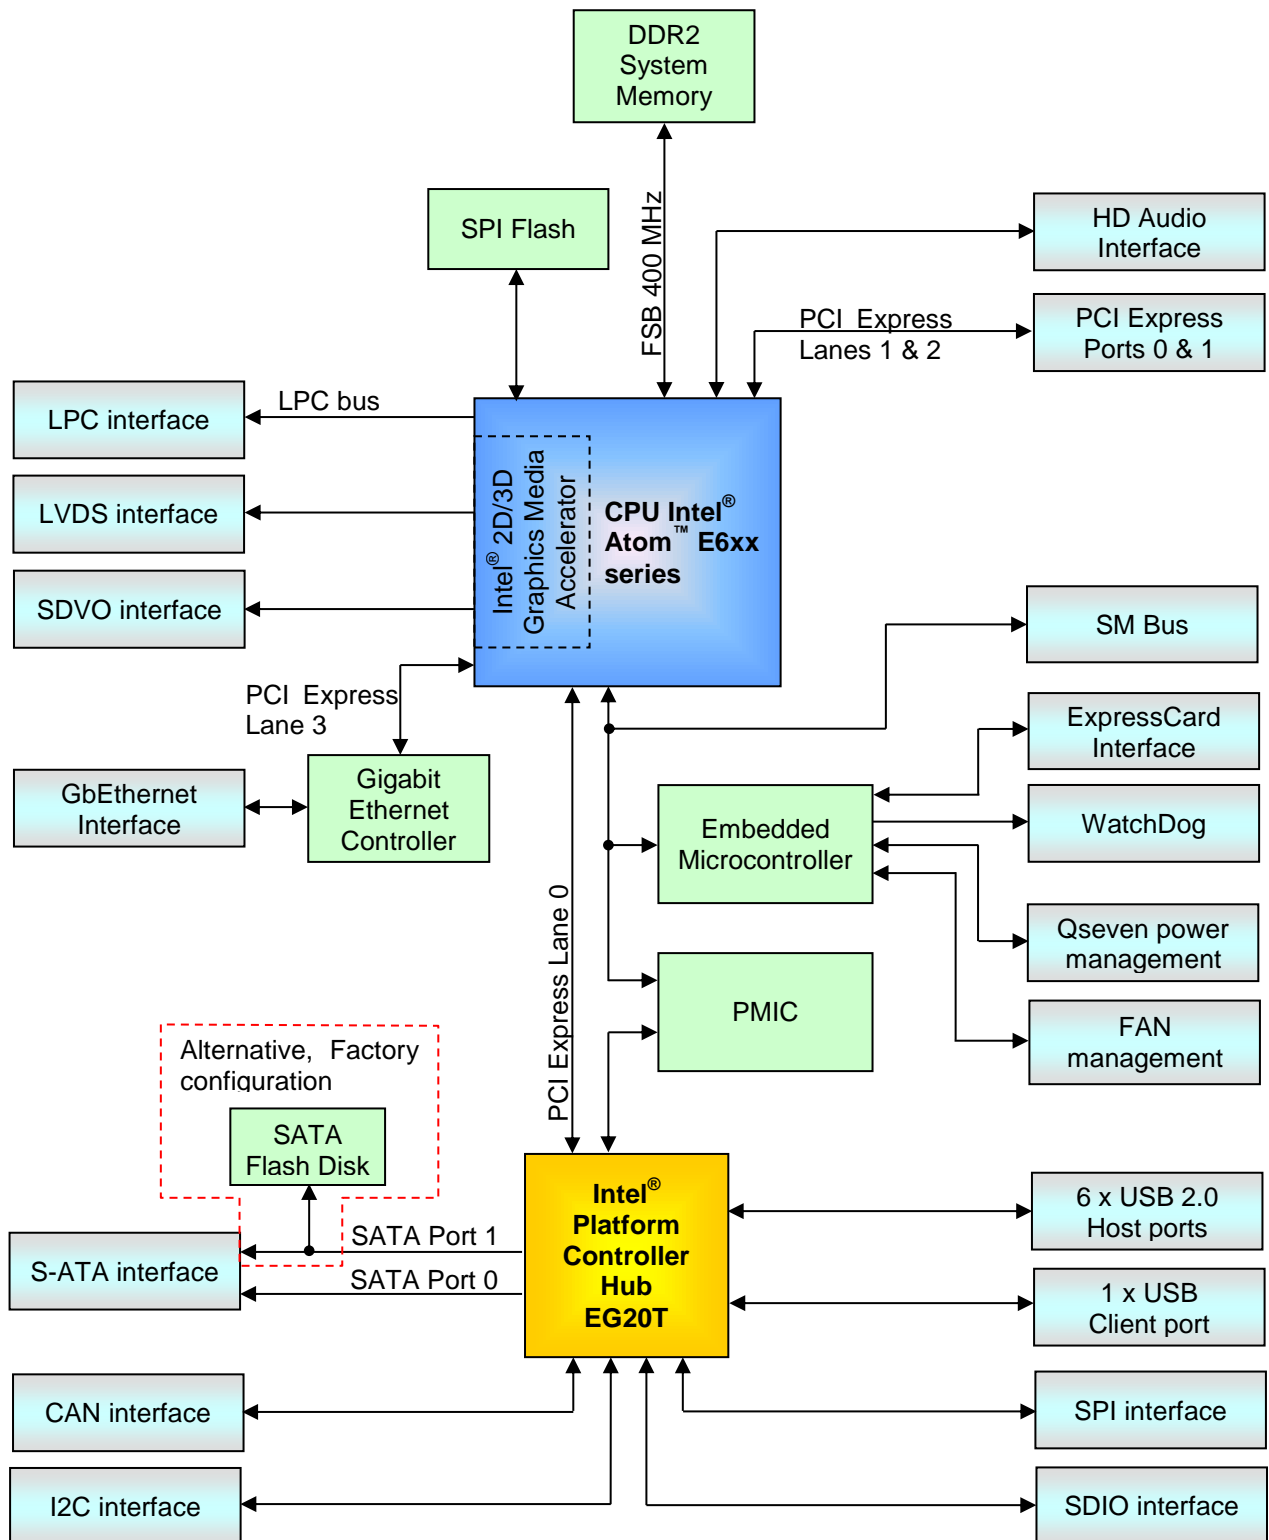 DDR2
System
Memory
SPI Flash
FSB 400 MHz
HD Audio
Interface
PCI Express
Lanes 1 & 2
PCI Express
Ports 0 & 1
LPC interface
LPC bus
LVDS interface
SDVO interface
Intel® 2D/3D
Graphics Media
Accelerator
CPU Intel®
Atom™ E6xx
series
SM Bus
PCI Express
Lane 3
ExpressCard
Interface
GbEthernet
Interface
Gigabit
Ethernet
Controller
Embedded
Microcontroller
WatchDog
PCI Express Lane 0
Qseven power
management
PMIC
FAN
management
Alternative, Factory
configuration
SATA
Flash Disk
Intel®
Platform
Controller
Hub
EG20T
6 x USB 2.0
Host ports
SATA Port 1
S-ATA interface
SATA Port 0
1 x USB
Client port
CAN interface
SPI interface
I2C interface
SDIO interface